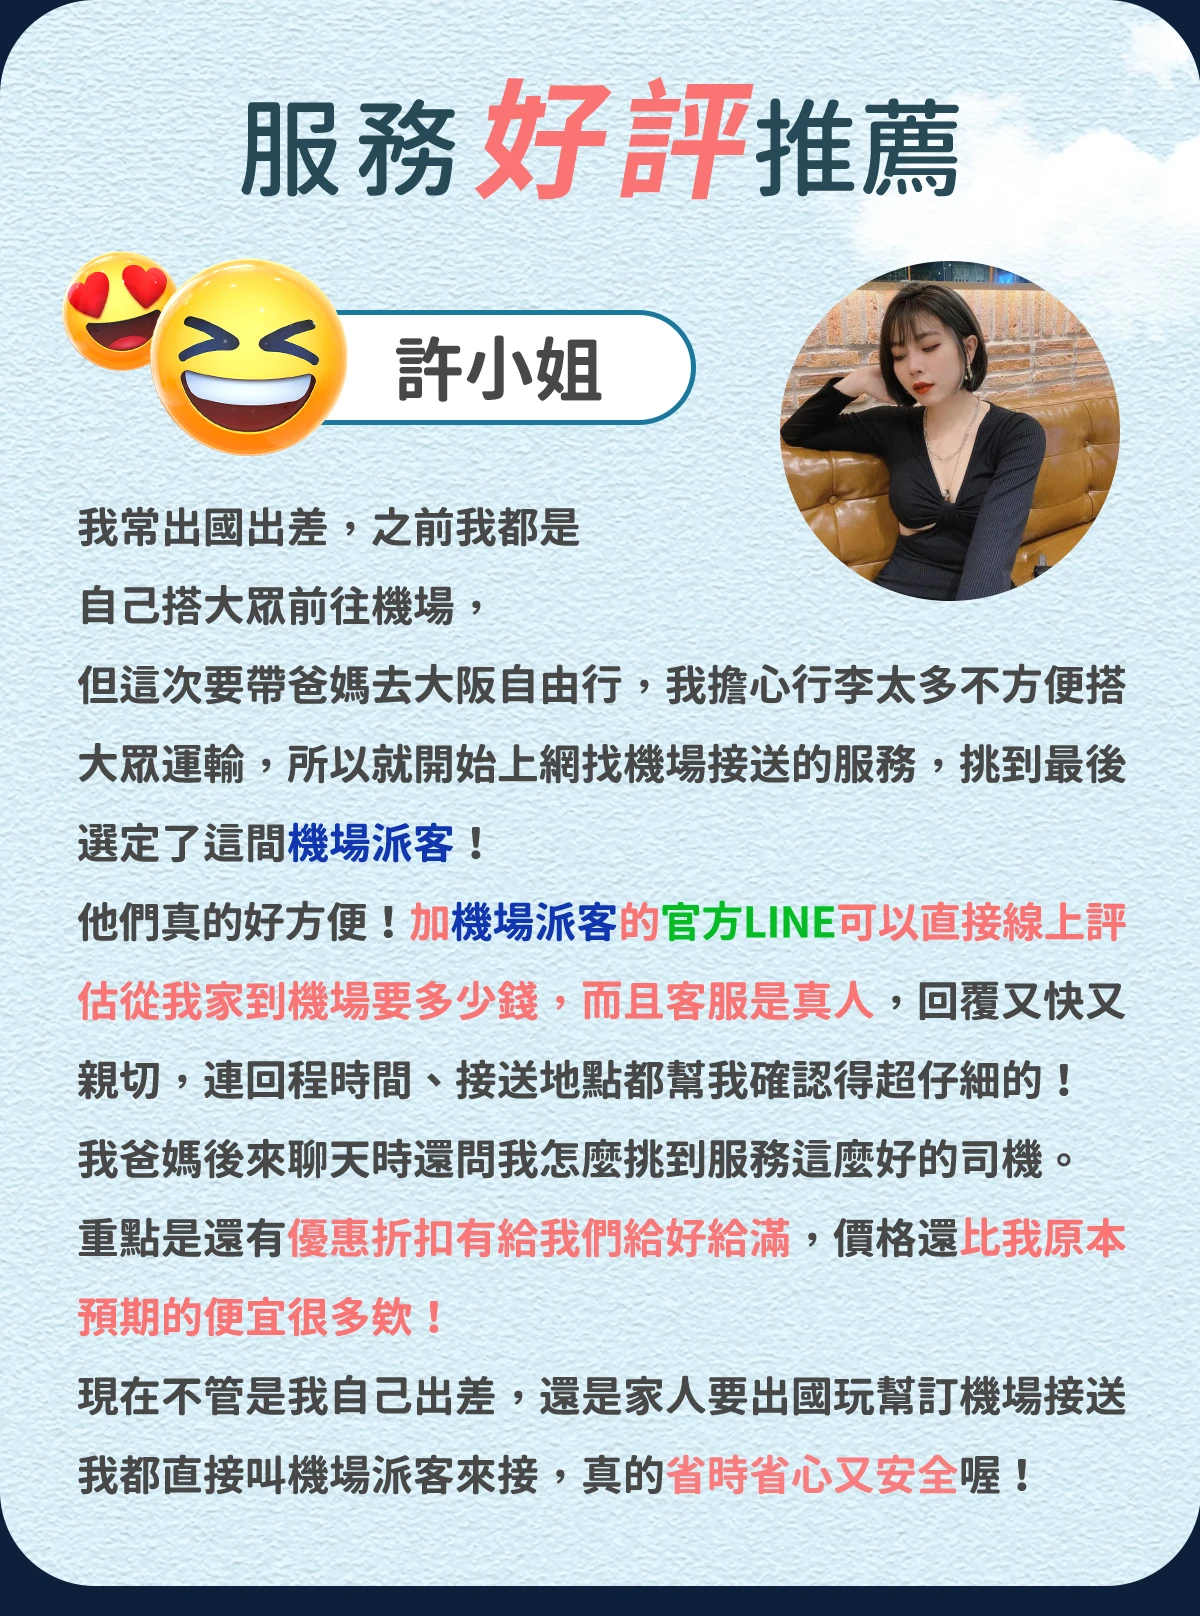 服務好評推薦
許小姐
我常出國出差，之前我都是
自己搭大眾前往機場，
但這次要帶爸媽去大阪自由行，我擔心行李太多不方便搭
大眾運輸，所以就開始上網找機場接送的服務，挑到最後
選定了這間機場派客！
他們真的好方便！加機場派客的官方LINE可以直接線上評
估從我家到機場要多少錢，而且客服是真人，回覆又快又
親切，連回程時間、接送地點都幫我確認得超仔細的！
我爸媽後來聊天時還問我怎麼挑到服務這麼好的司機。
重點是還有優惠折扣有給我們給好給滿，價格還比我原本
預期的便宜很多欸！
現在不管是我自己出差，還是家人要出國玩幫訂機場接送
我都直接叫機場派客來接，真的省時省心又安全喔！